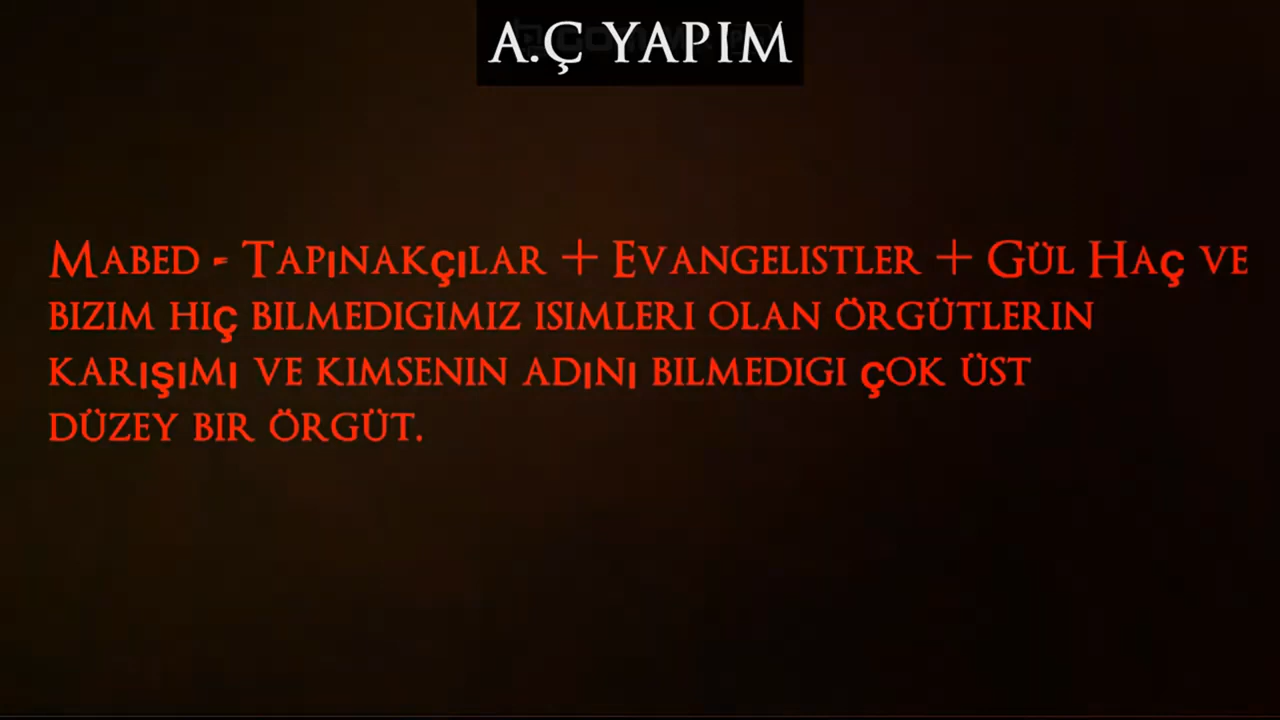 A.Ç YAPIM
MABED - TAPıNAKÇıLAR + EVANGELISTLER + GÜL HAÇ VE
BIZIM HIÇ BILMEDIGIMIZ ISIMLERI OLAN ÖRGÜTLERIN
KARıŞıMı VE KIMSENIN ADıNı BILMEDIGI ÇOK ÜST
DÜZEY BIR ÖRGÜT.